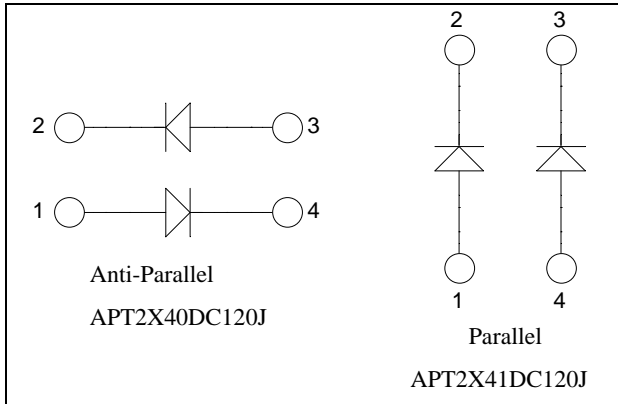 2 3
1 4
Anti-Parallel
APT2X40DC120J
2 3
1 4
Parallel
APT2X41DC120J